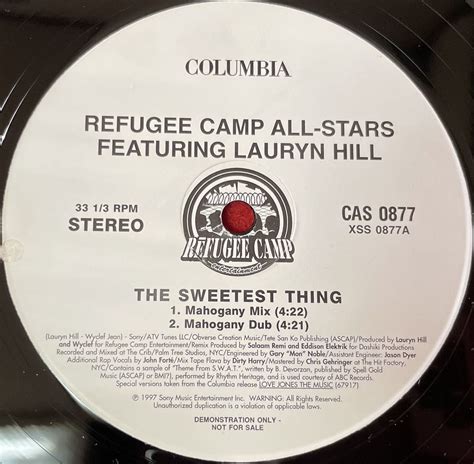 COLUMBIA
REFUGEE CAMP ALL-STARS
FEATURING LAURYN HILL
33 1/3 RPM
STEREO
CAS 0877
XSS 0877A
REFUGEE CAMP
entertainment
THE SWEETEST THING
1. Mahogany Mix (4:22)
2. Mahogany Dub (4:21)
(Lauryn Hill - Wyclef Jean) - Sony/ATV Tunes LLC/Obverse Creation Music/Tete San Ko Publishing (ASCAP)/Produced by Lauryn Hill
and Wyclef for Refugee Camp Entertainment/Remix Produced by Salaam Remi and Eddison Elektrik for Dashiki Productions
Recorded and Mixed at The Crib/Palm Tree Studios, NYC/Engineered by Gary "Mon" Noble/Assistant Engineer: Jason Dyer
Additional Rap Vocals by John Forté/Mix Tape Flava by Dirty Harry/Mastered by Chris Gehringer at The Hit Factory,
NYC/Contains a sample of "Theme From S.W.A.T.", written by B. Devorzon, published by Spell Gold
Music (ASCAP) or BMI?), performed by Rhythm Heritage, and is used courtesy of ABC Records.
Special versions taken from the Columbia release LOVE JONES THE MUSIC (67917)
℗ 1997 Sony Music Entertainment Inc. WARNING: All Rights Reserved.
Unauthorized duplication is a violation of applicable laws.
DEMONSTRATION ONLY -
NOT FOR SALE